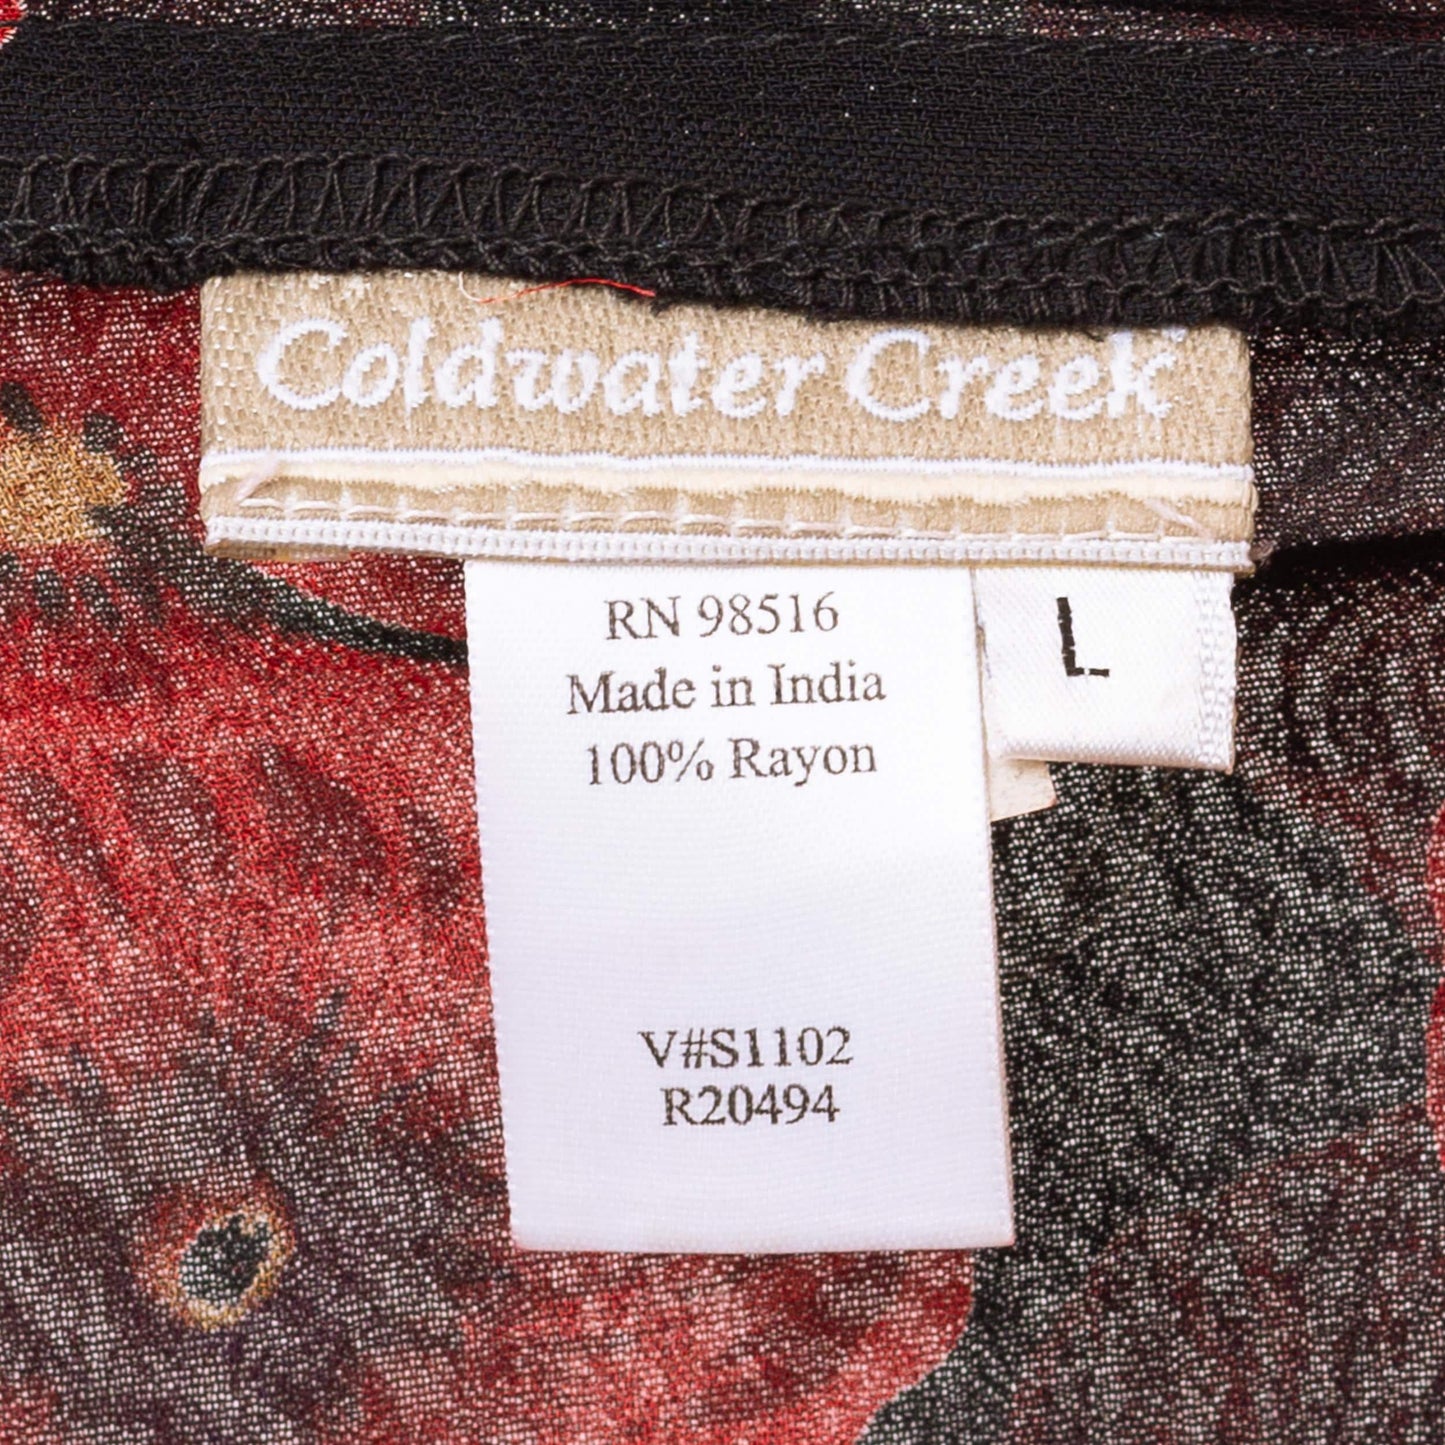 Coldwater Creek
RN 98516
Made in India
100% Rayon
L
V#S1102
R20494